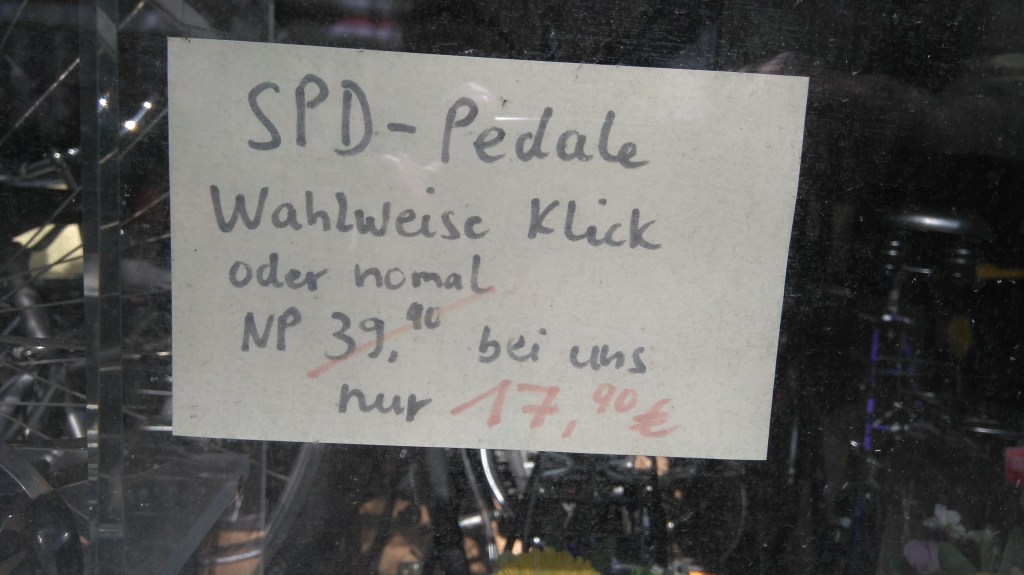 SPD-Pedale
Wahlweise Klick
oder nomal
NP 39,90 bei uns
nur 17,90€